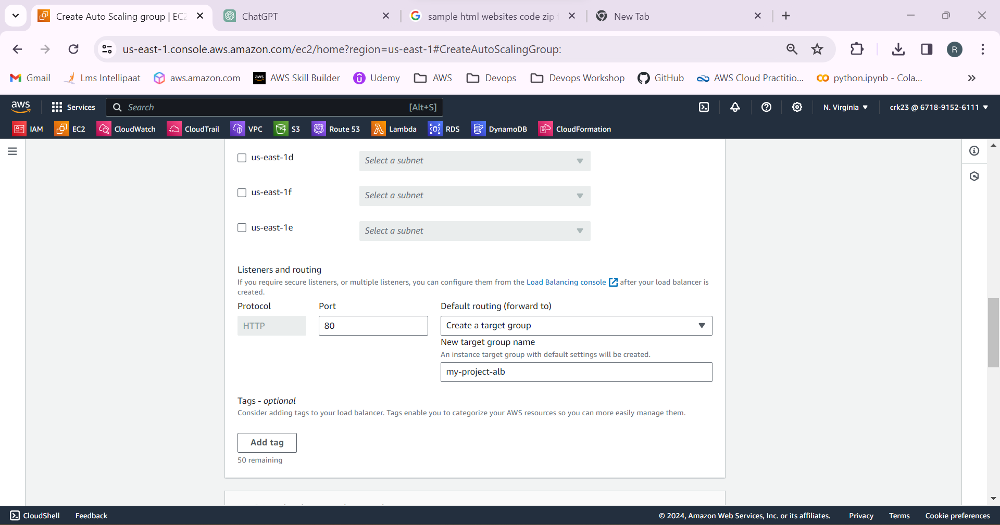 Create Auto Scaling group | EC2
ChatGPT
sample html websites code zip
New Tab
us-east-1.console.aws.amazon.com/ec2/home?region=us-east-1#CreateAutoScalingGroup:
R
Gmail
Lms Intellipaat
aws.amazon.com
aws
AWS Skill Builder
Udemy
AWS
Devops
Devops Workshop
GitHub
AWS Cloud Practitio...
python.ipynb - Cola...
aws
Services
Search
[Alt+S]
N. Virginia
crk23 @ 6718-9152-6111
IAM
EC2
CloudWatch
CloudTrail
VPC
S3
Route 53
Lambda
RDS
DynamoDB
CloudFormation
us-east-1d
Select a subnet
us-east-1f
Select a subnet
us-east-1e
Select a subnet
Listeners and routing
If you require secure listeners, or multiple listeners, you can configure them from the Load Balancing console after your load balancer is
created.
Protocol
Port
Default routing (forward to)
HTTP
80
Create a target group
New target group name
An instance target group with default settings will be created.
my-project-alb
Tags - optional
Consider adding tags to your load balancer. Tags enable you to categorize your AWS resources so you can more easily manage them.
Add tag
50 remaining
CloudShell
Feedback
© 2024, Amazon Web Services, Inc. or its affiliates.
Privacy
Terms
Cookie preferences